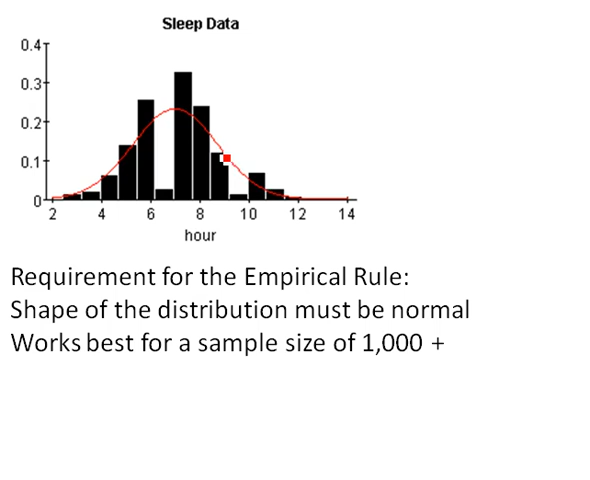 Sleep Data
0.4
0.3
0.2
0.1
0
2 4 6 8 10 12 14
hour
Requirement for the Empirical Rule:
Shape of the distribution must be normal
Works best for a sample size of 1,000 +